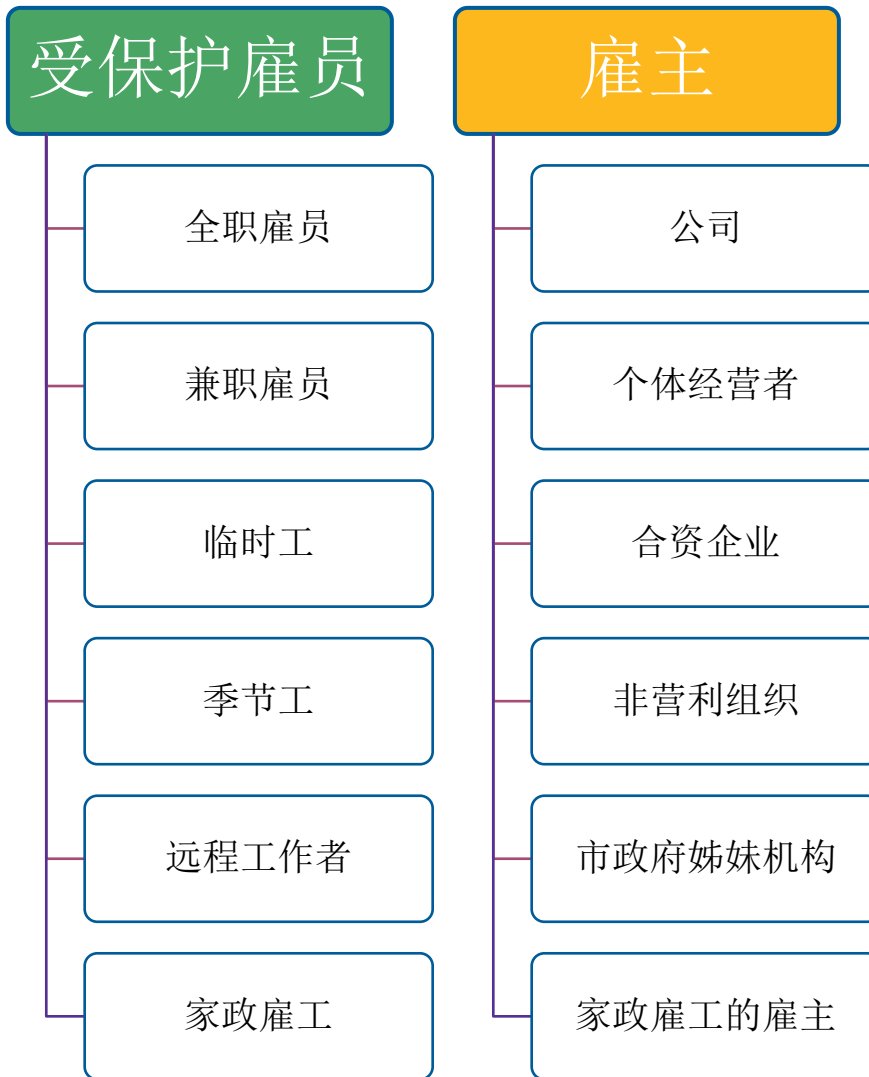 受保护雇员
全职雇员
兼职雇员
临时工
季节工
远程工作者
家政雇工
雇主
公司
个体经营者
合资企业
非营利组织
市政府姊妹机构
家政雇工的雇主